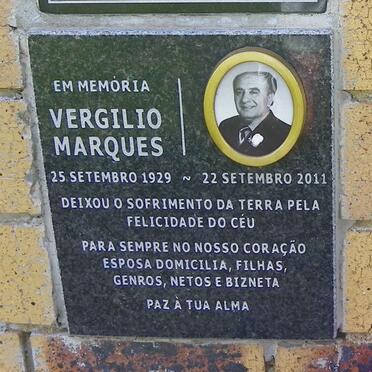 EM MEMÓRIA
VERGILIO
MARQUES
25 SETEMBRO 1929 ~ 22 SETEMBRO 2011
DEIXOU O SOFRIMENTO DA TERRA PELA
FELICIDADE DO CÉU
PARA SEMPRE NO NOSSO CORAÇÃO
ESPOSA DOMICILIA, FILHAS,
GENROS, NETOS E BIZNETA
PAZ À TUA ALMA